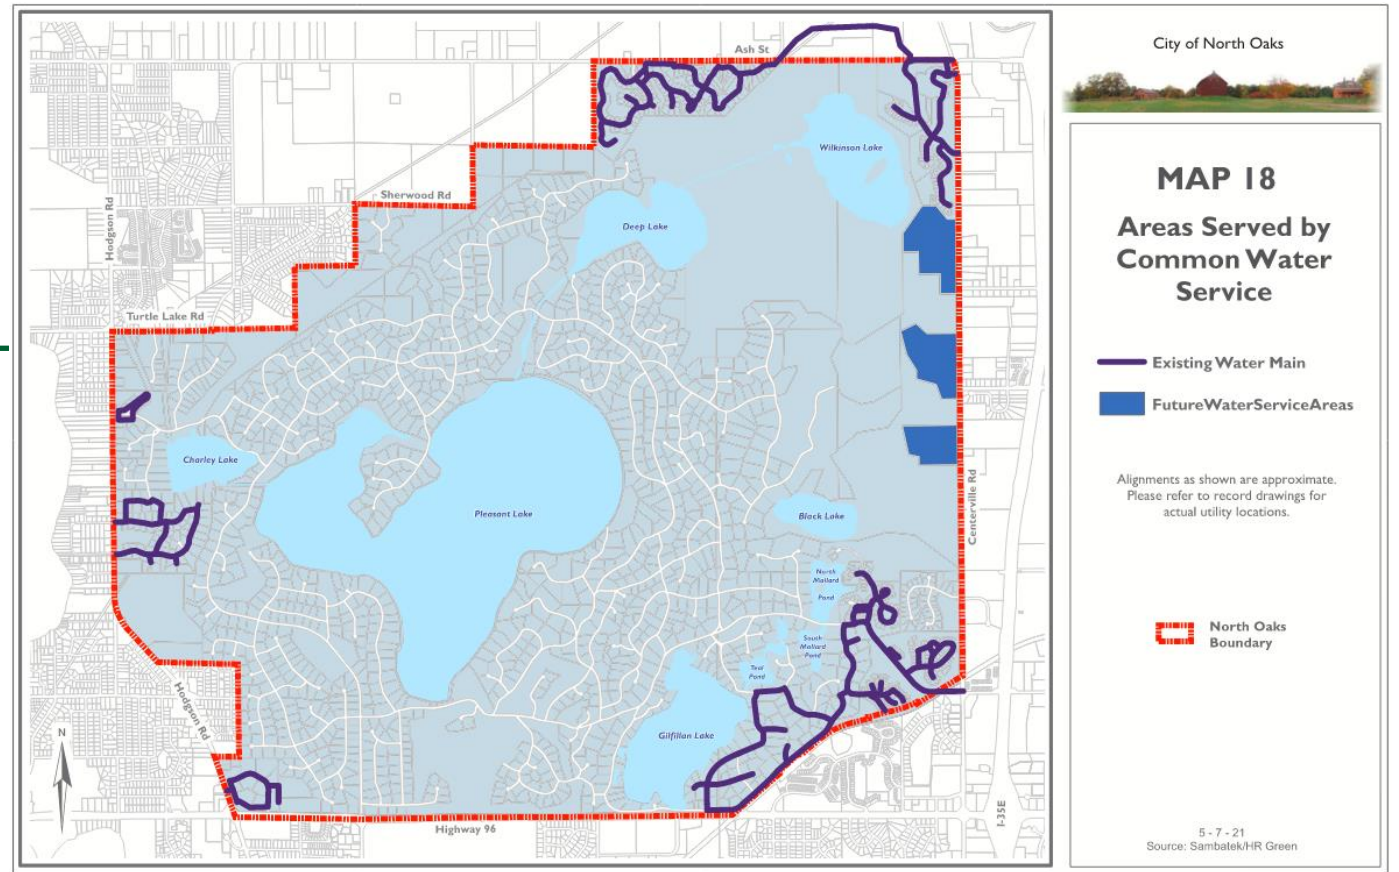 Ash St
Wilkinson Lake
Sherwood Rd
Hodgson Rd
Deep Lake
Turtle Lake Rd
Charley Lake
Pleasant Lake
Black Lake
Centerville Rd
North
Mallard
Pond
South
Mallard
Pond
Teal
Pond
Hodgson Rd
Gilfillan Lake
N
Highway 96
I-35E
City of North Oaks
MAP 18
Areas Served by
Common Water
Service
Existing Water Main
FutureWaterServiceAreas
Alignments as shown are approximate.
Please refer to record drawings for
actual utility locations.
North Oaks
Boundary
5 - 7 - 21
Source: Sambatek/HR Green